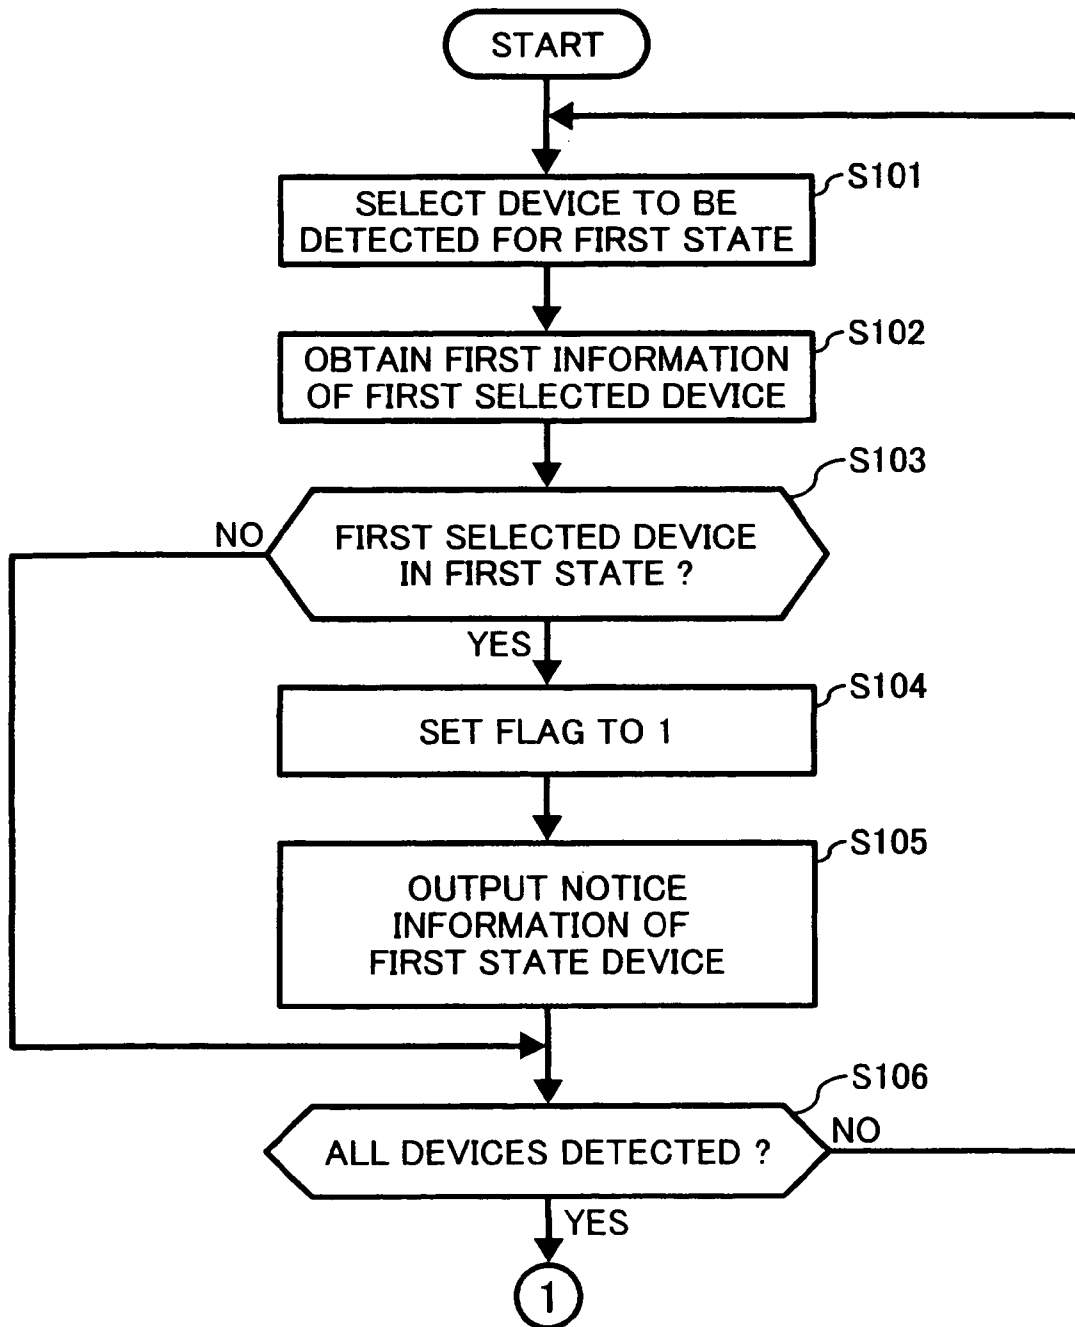 START
S101
SELECT DEVICE TO BE
DETECTED FOR FIRST STATE
S102
OBTAIN FIRST INFORMATION
OF FIRST SELECTED DEVICE
S103
NO
FIRST SELECTED DEVICE
IN FIRST STATE ?
YES
S104
SET FLAG TO 1
S105
OUTPUT NOTICE
INFORMATION OF
FIRST STATE DEVICE
S106
ALL DEVICES DETECTED ?
NO
YES
1